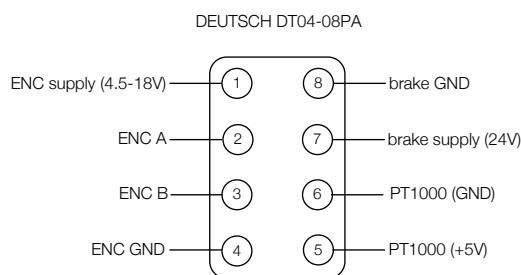 DEUTSCH DT04-08PA
ENC supply (4.5-18V) 1 8 brake GND
ENC A 2 7 brake supply (24V)
ENC B 3 6 PT1000 (GND)
ENC GND 4 5 PT1000 (+5V)